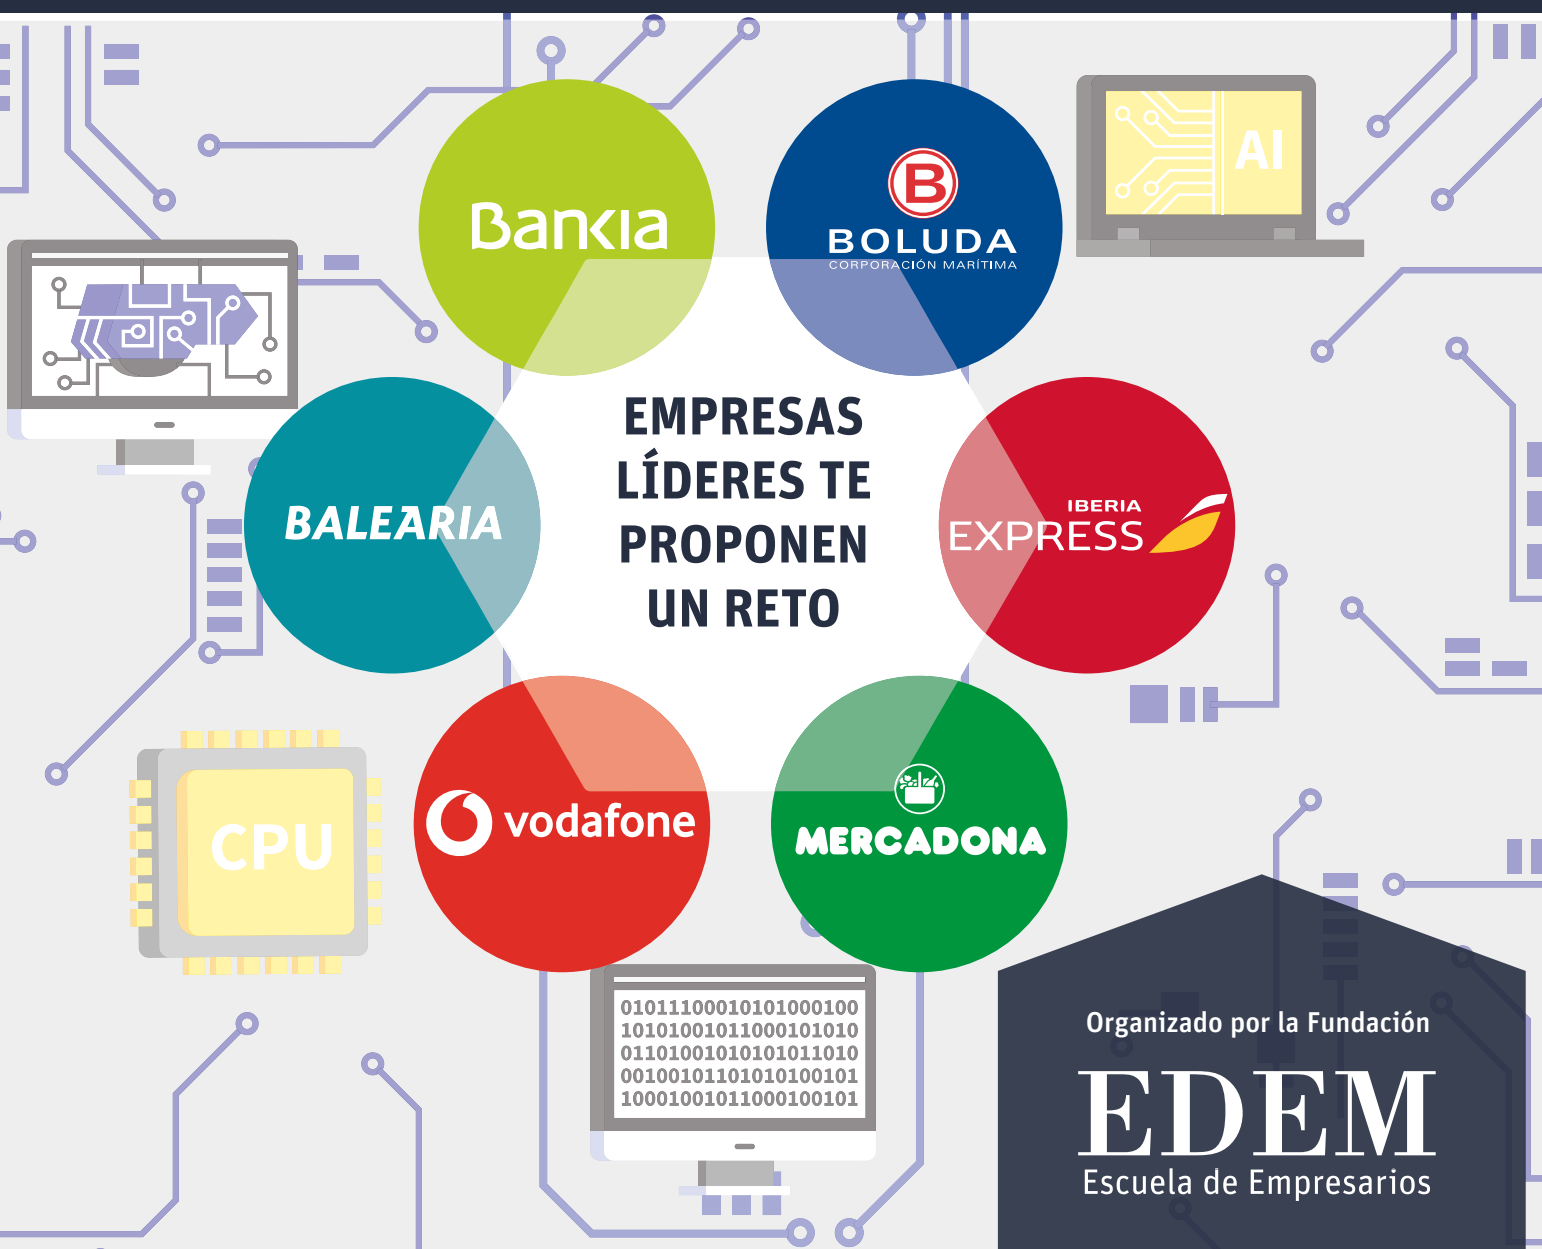 Bankia
B
BOLUDA
CORPORACIÓN MARÍTIMA
AI
EMPRESAS
LÍDERES TE
PROPONEN
UN RETO
BALEARIA
IBERIA
EXPRESS
vodafone
MERCADONA
CPU
01011100010101000100
10101001011000101010
01101001010101011010
00100101101010100101
10001001011000100101
Organizado por la Fundación
EDEM
Escuela de Empresarios